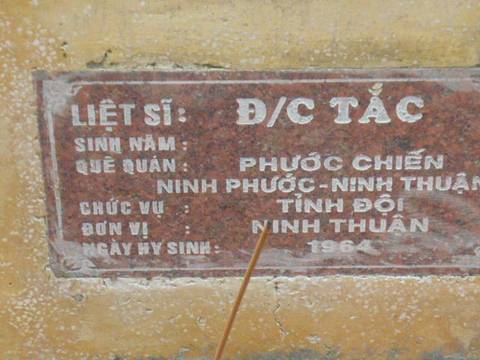 LIỆT SĨ: Đ/C TẮC
SINH NĂM :
QUÊ QUÁN : PHƯỚC CHIẾN
NINH PHƯỚC-NINH THUẬN
CHỨC VỤ : TỈNH ĐỘI
ĐƠN VỊ : NINH THUẬN
NGÀY HY SINH: 1964